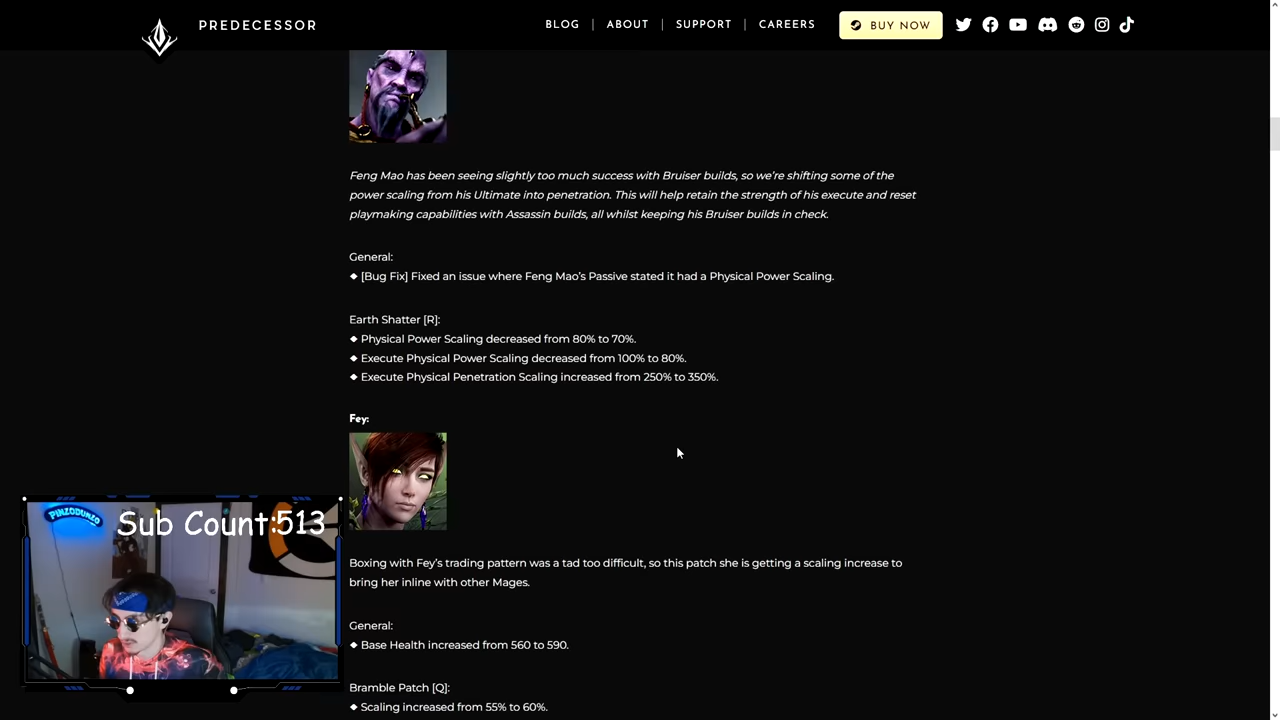 PREDECESSOR
BLOG | ABOUT | SUPPORT | CAREERS
BUY NOW
Feng Mao has been seeing slightly too much success with Bruiser builds, so we're shifting some of the
power scaling from his Ultimate into penetration. This will help retain the strength of his execute and reset
playmaking capabilities with Assassin builds, all whilst keeping his Bruiser builds in check.
General:
◆ [Bug Fix] Fixed an issue where Feng Mao's Passive stated it had a Physical Power Scaling.
Earth Shatter [R]:
◆ Physical Power Scaling decreased from 80% to 70%.
◆ Execute Physical Power Scaling decreased from 100% to 80%.
◆ Execute Physical Penetration Scaling increased from 250% to 350%.
Fey:
Boxing with Fey's trading pattern was a tad too difficult, so this patch she is getting a scaling increase to
bring her inline with other Mages.
General:
◆ Base Health increased from 560 to 590.
Bramble Patch [Q]:
◆ Scaling increased from 55% to 60%.
PINZODUNZO
Sub Count:513